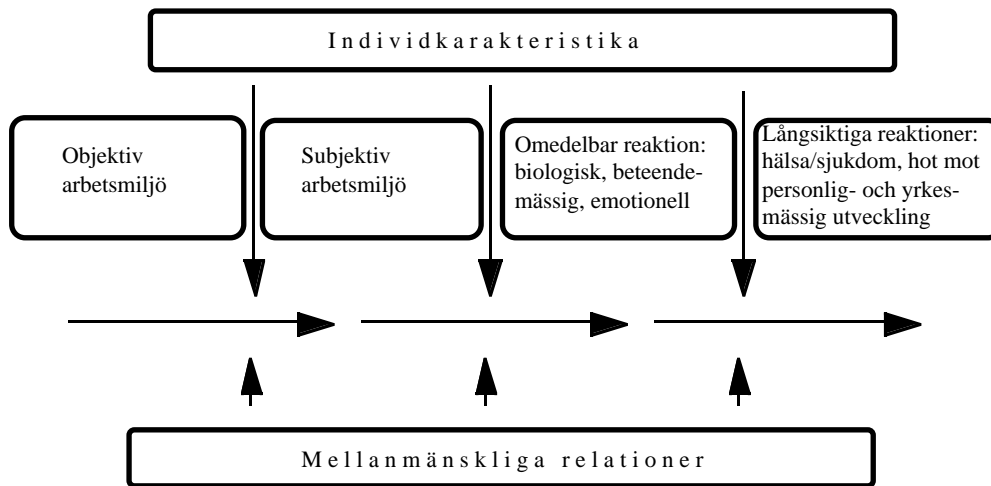 Individkarakteristika
Objektiv
arbetsmiljö
Subjektiv
arbetsmiljö
Omedelbar reaktion:
biologisk, beteende-
mässig, emotionell
Långsiktiga reaktioner:
hälsa/sjukdom, hot mot
personlig- och yrkes-
mässig utveckling
Mellanmänskliga relationer